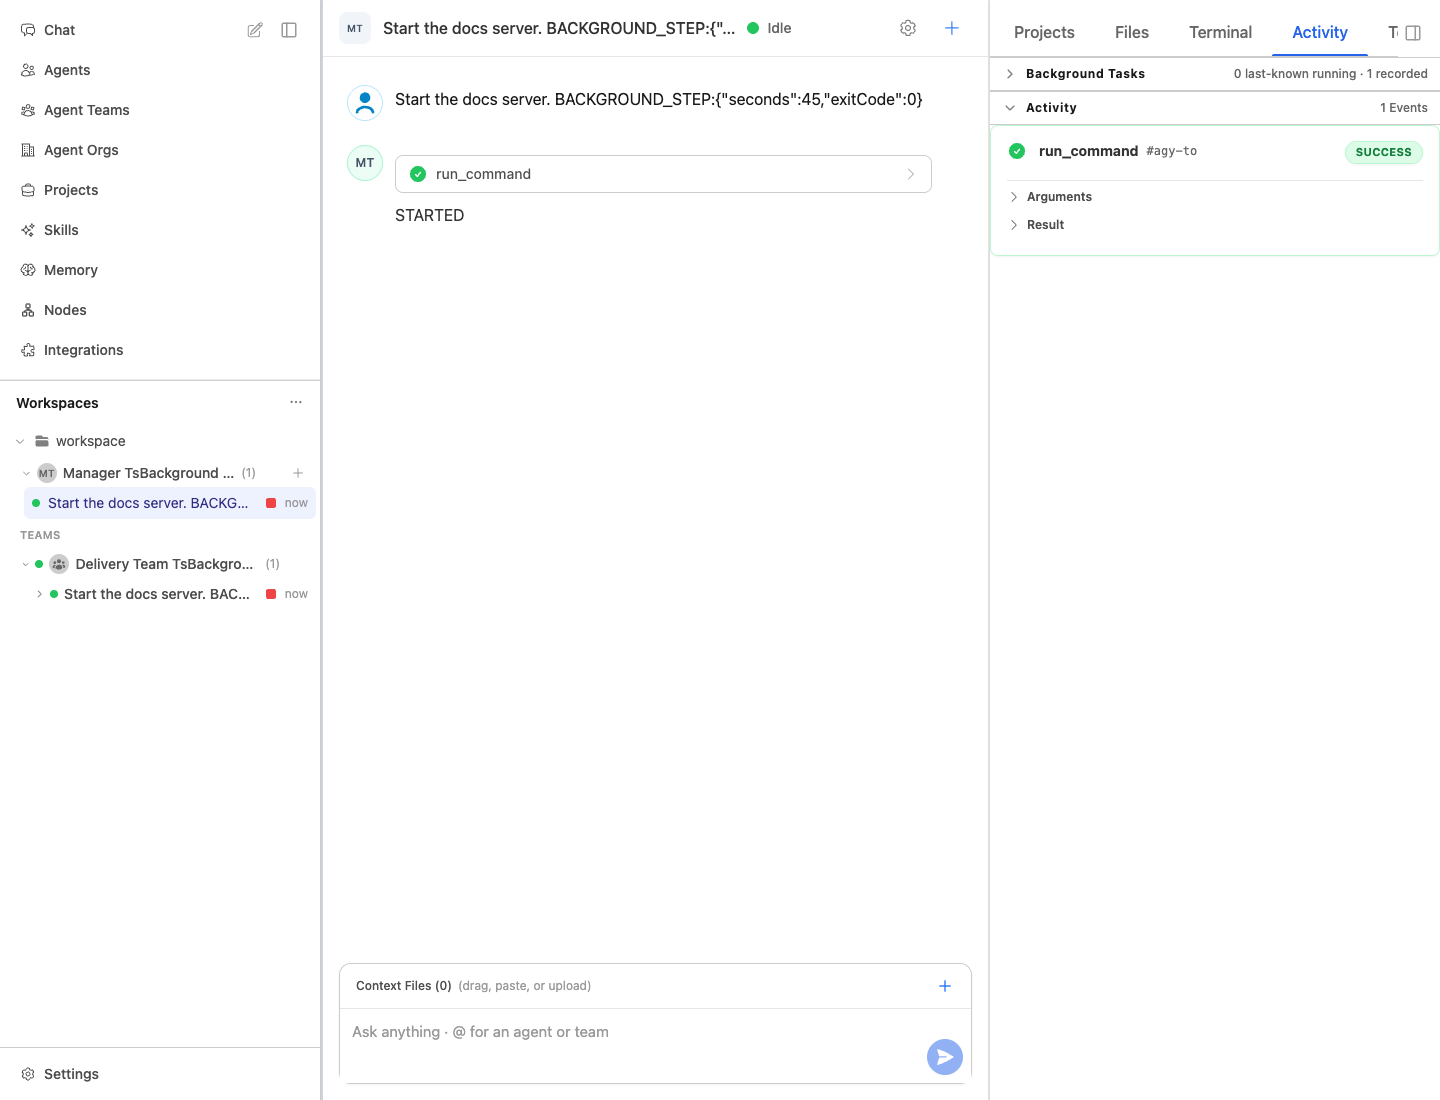 Chat
Agents
Agent Teams
Agent Orgs
Projects
Skills
Memory
Nodes
Integrations
Workspaces
workspace
MT Manager TsBackground ... (1)
Start the docs server. BACKG... now
TEAMS
Delivery Team TsBackgro... (1)
Start the docs server. BAC... now
Settings
MT Start the docs server. BACKGROUND_STEP:{"... Idle
Start the docs server. BACKGROUND_STEP:{"seconds":45,"exitCode":0}
MT
run_command
STARTED
Context Files (0) (drag, paste, or upload)
Ask anything · @ for an agent or team
Projects Files Terminal Activity
Background Tasks 0 last-known running · 1 recorded
Activity 1 Events
run_command #agy-to SUCCESS
Arguments
Result